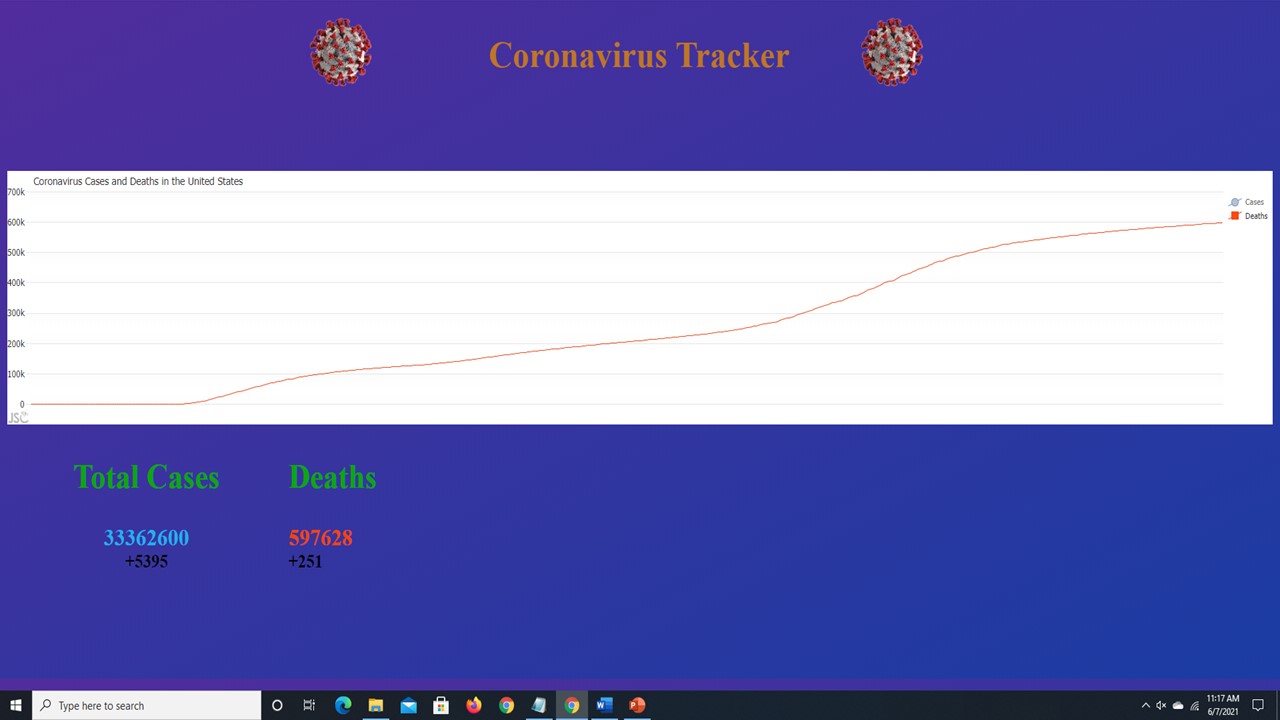 Coronavirus Tracker
Coronavirus Cases and Deaths in the United States
700k
600k
500k
400k
300k
200k
100k
0
Cases
Deaths
JSC
Total Cases Deaths
33362600 597628
+5395 +251
Type here to search
11:17 AM
6/7/2021